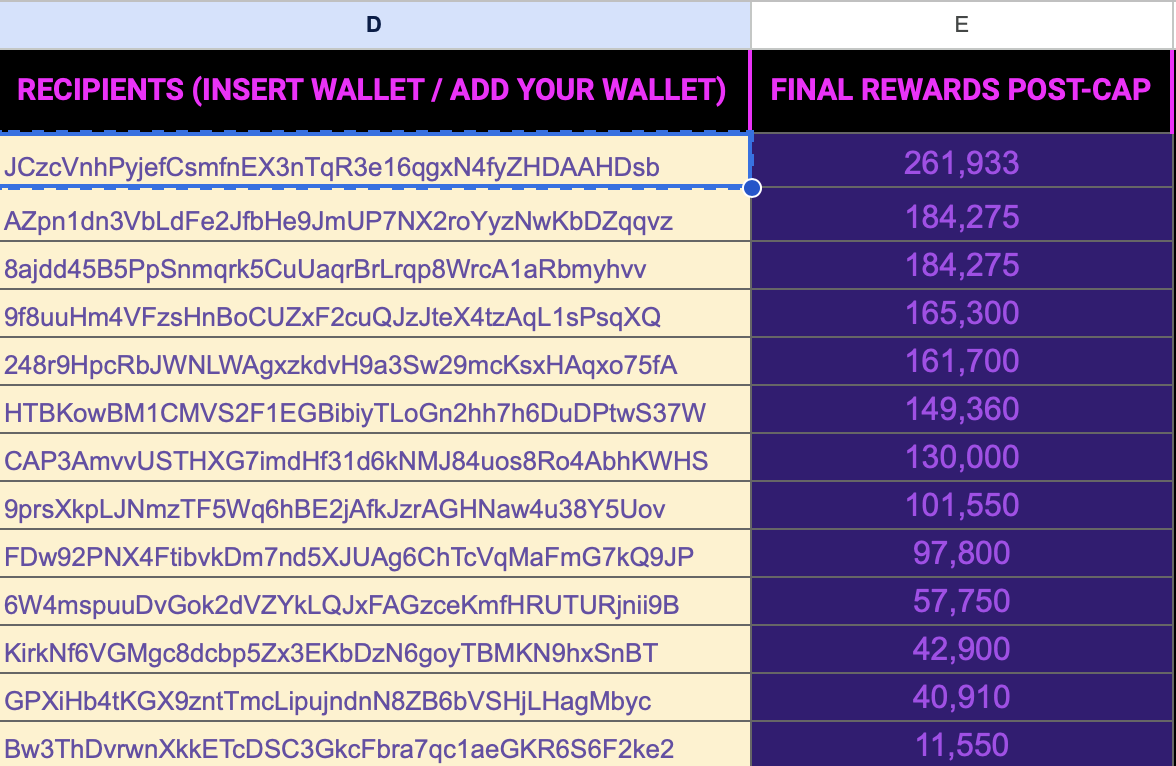 D E
RECIPIENTS (INSERT WALLET / ADD YOUR WALLET) FINAL REWARDS POST-CAP
JCzcVnhPyjefCsmfnEX3nTqR3e16qgxN4fyZHDAAHDsb 261,933
AZpn1dn3VbLdFe2JfbHe9JmUP7NX2roYyzNwKbDZqqvz 184,275
8ajdd45B5PpSnmqrk5CuUaqrBrLrqp8WrcA1aRbmyhvv 184,275
9f8uuHm4VFzsHnBoCUZxF2cuQJzJteX4tzAqL1sPsqXQ 165,300
248r9HpcRbJWNLWAgxzkdvH9a3Sw29mcKsxHAqxo75fA 161,700
HTBKowBM1CMVS2F1EGBibiyTLoGn2hh7h6DuDPtwS37W 149,360
CAP3AmvvUSTHXG7imdHf31d6kNMJ84uos8Ro4AbhKWHS 130,000
9prsXkpLJNmzTF5Wq6hBE2jAfkJzrAGHNaw4u38Y5Uov 101,550
FDw92PNX4FtibvkDm7nd5XJUAg6ChTcVqMaFmG7kQ9JP 97,800
6W4mspuuDvGok2dVZYkLQJxFAGzceKmfHRUTURjnii9B 57,750
KirkNf6VGMgc8dcbp5Zx3EKbDzN6goyTBMKN9hxSnBT 42,900
GPXiHb4tKGX9zntTmcLipujndnN8ZB6bVSHjLHagMbyc 40,910
Bw3ThDvrwnXkkETcDSC3GkcFbra7qc1aeGKR6S6F2ke2 11,550